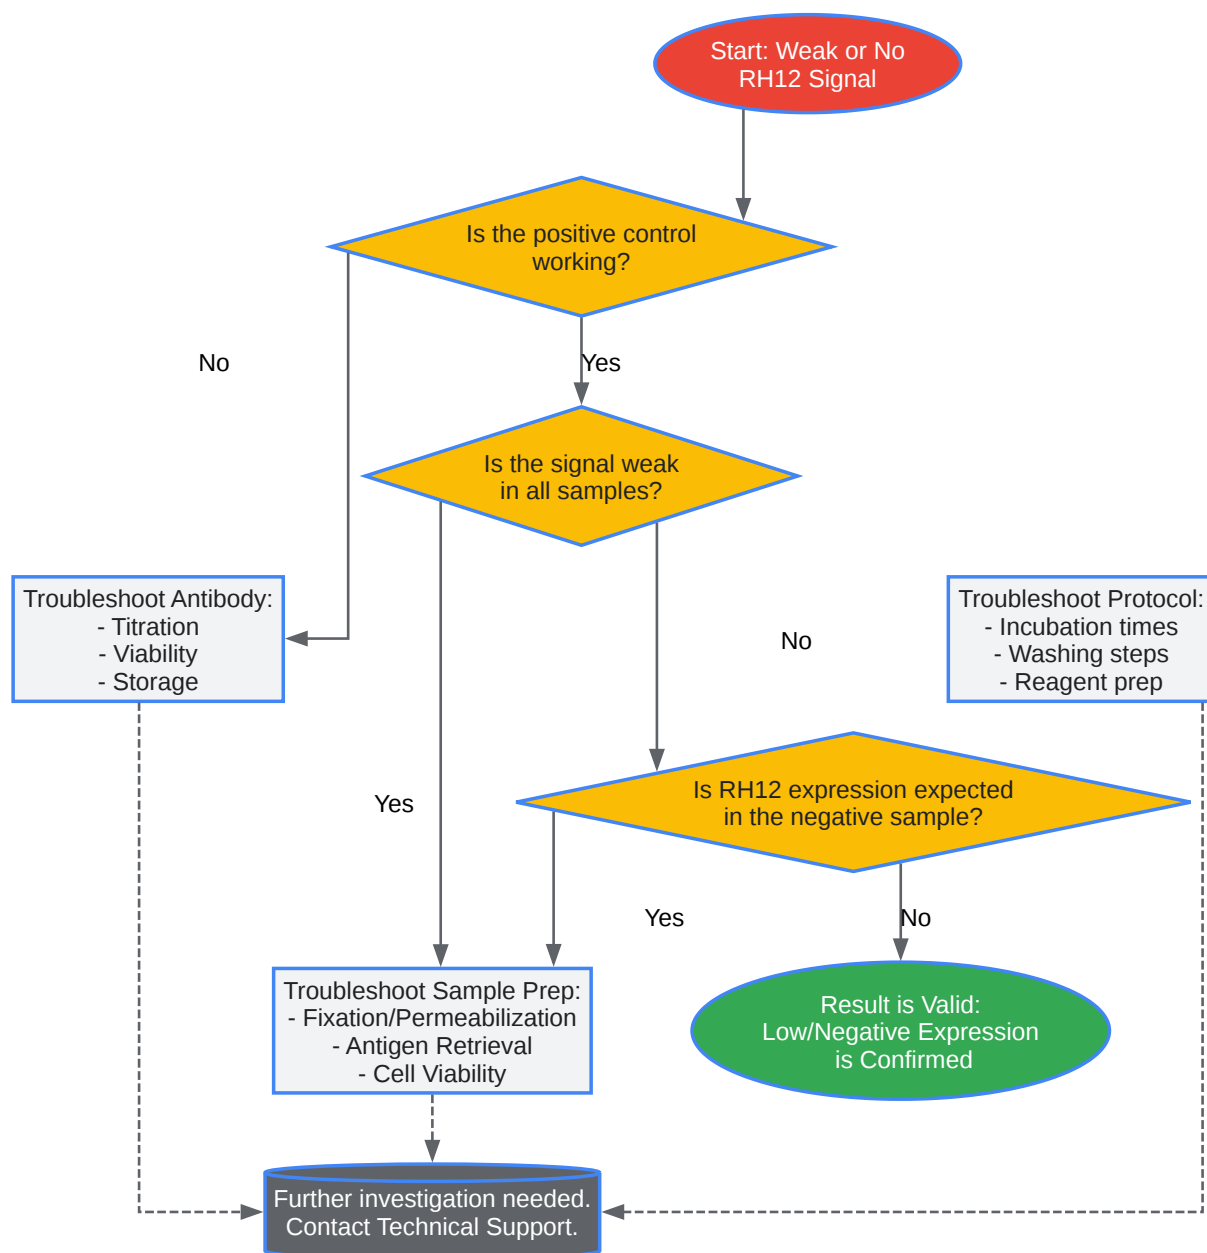 Start: Weak or No
RH12 Signal
Is the positive control
working?
No
Yes
Is the signal weak
in all samples?
Troubleshoot Antibody:
- Titration
- Viability
- Storage
No
Troubleshoot Protocol:
- Incubation times
- Washing steps
- Reagent prep
Yes
Is RH12 expression expected
in the negative sample?
Yes
No
Troubleshoot Sample Prep:
- Fixation/Permeabilization
- Antigen Retrieval
- Cell Viability
Result is Valid:
Low/Negative Expression
is Confirmed
Further investigation needed.
Contact Technical Support.